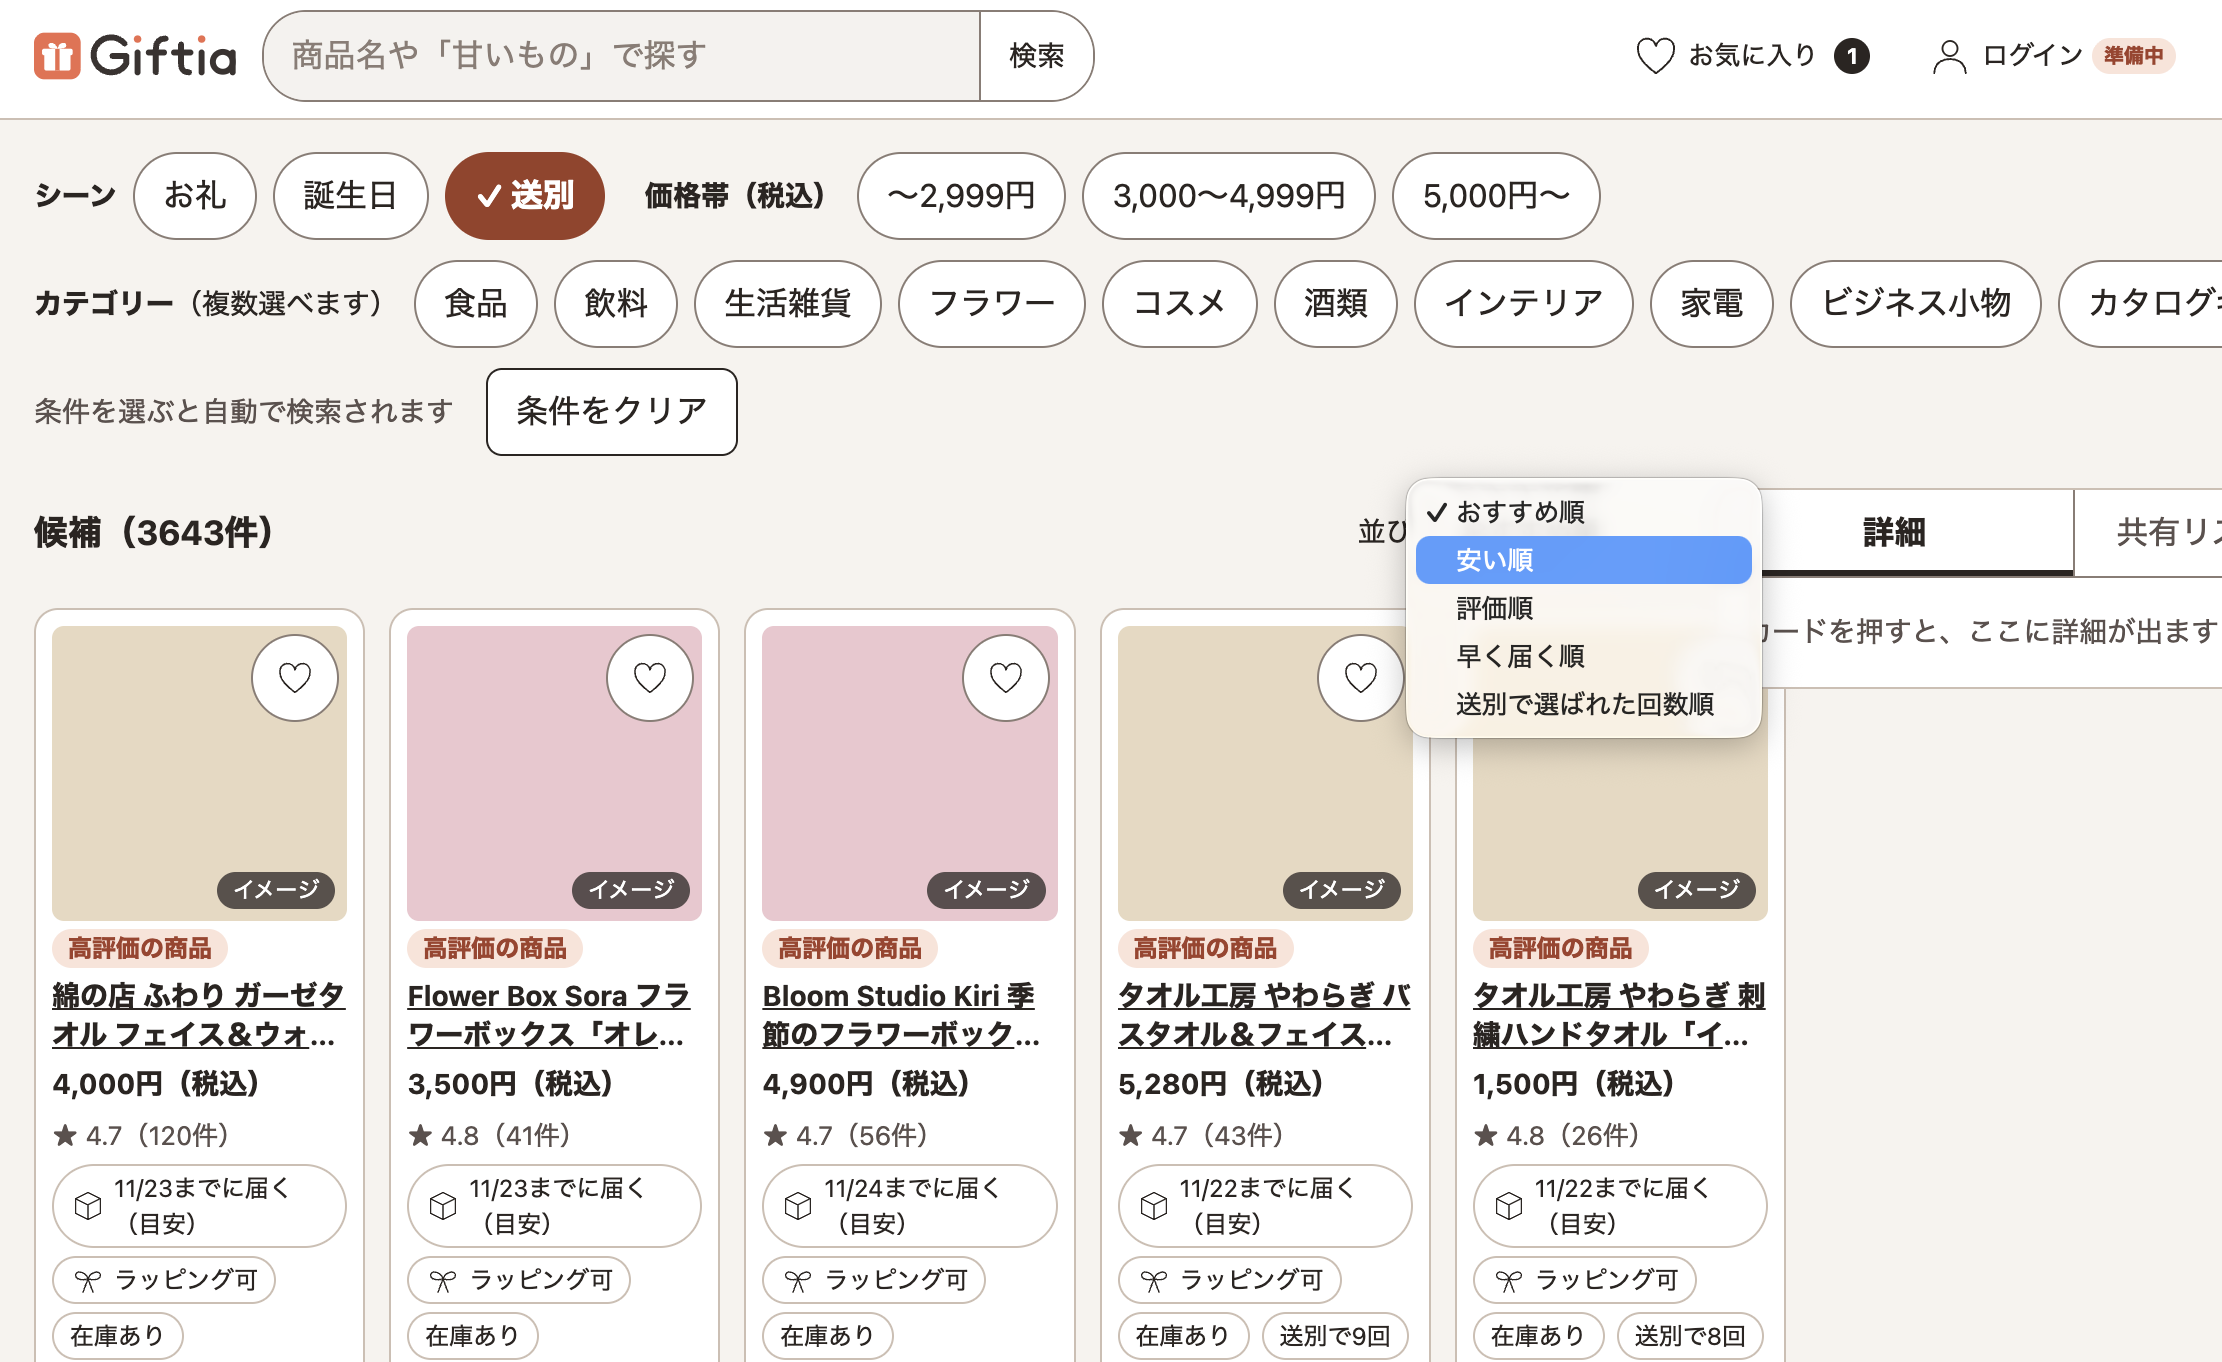 Giftia
商品名や「甘いもの」で探す
検索
お気に入り 1
ログイン 準備中
シーン お礼 誕生日 ✓送別 価格帯（税込） ～2,999円 3,000～4,999円 5,000円～
カテゴリー（複数選べます） 食品 飲料 生活雑貨 フラワー コスメ 酒類 インテリア 家電 ビジネス小物 カタログ
条件を選ぶと自動で検索されます 条件をクリア
候補（3643件）
並び
✓おすすめ順
安い順
評価順
早く届く順
送別で選ばれた回数順
詳細
共有リ
カードを押すと、ここに詳細が出ます
イメージ
高評価の商品
綿の店 ふわり ガーゼタ
オル フェイス＆ウォ...
4,000円（税込）
★ 4.7（120件）
11/23までに届く
（目安）
ラッピング可
在庫あり
イメージ
高評価の商品
Flower Box Sora フラ
ワーボックス「オレ...
3,500円（税込）
★ 4.8（41件）
11/23までに届く
（目安）
ラッピング可
在庫あり
イメージ
高評価の商品
Bloom Studio Kiri 季
節のフラワーボック...
4,900円（税込）
★ 4.7（56件）
11/24までに届く
（目安）
ラッピング可
在庫あり
イメージ
高評価の商品
タオル工房 やわらぎ バ
スタオル＆フェイス...
5,280円（税込）
★ 4.7（43件）
11/22までに届く
（目安）
ラッピング可
在庫あり 送別で9回
イメージ
高評価の商品
タオル工房 やわらぎ 刺
繍ハンドタオル「イ...
1,500円（税込）
★ 4.8（26件）
11/22までに届く
（目安）
ラッピング可
在庫あり 送別で8回